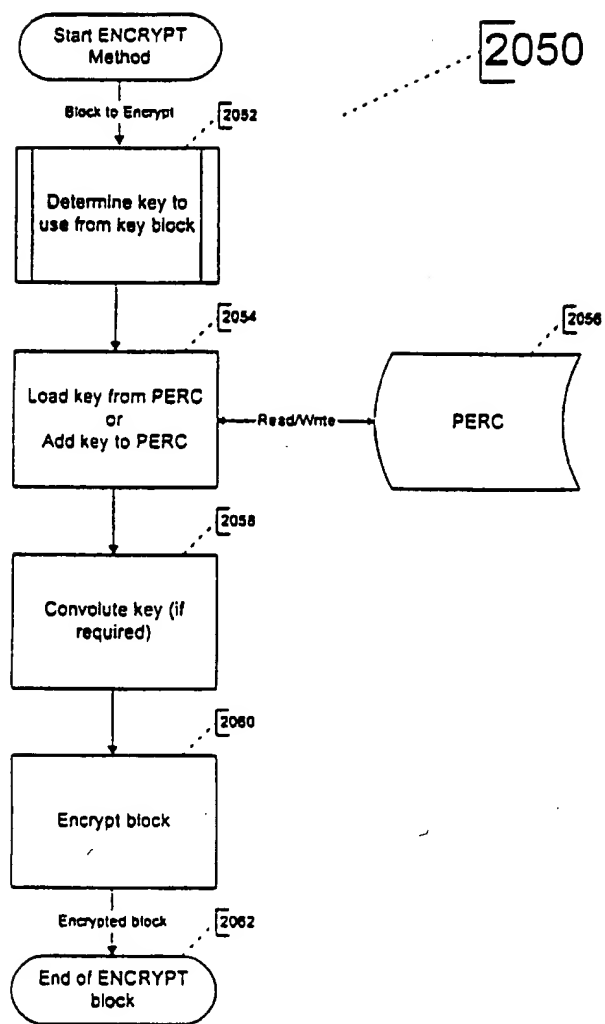 Start ENCRYPT
Method
2050
Block to Encrypt
2052
Determine key to
use from key block
2054
2056
Load key from PERC
or
Add key to PERC
Read/Write
PERC
2058
Convolute key (if
required)
2060
Encrypt block
Encrypted block
2062
End of ENCRYPT
block